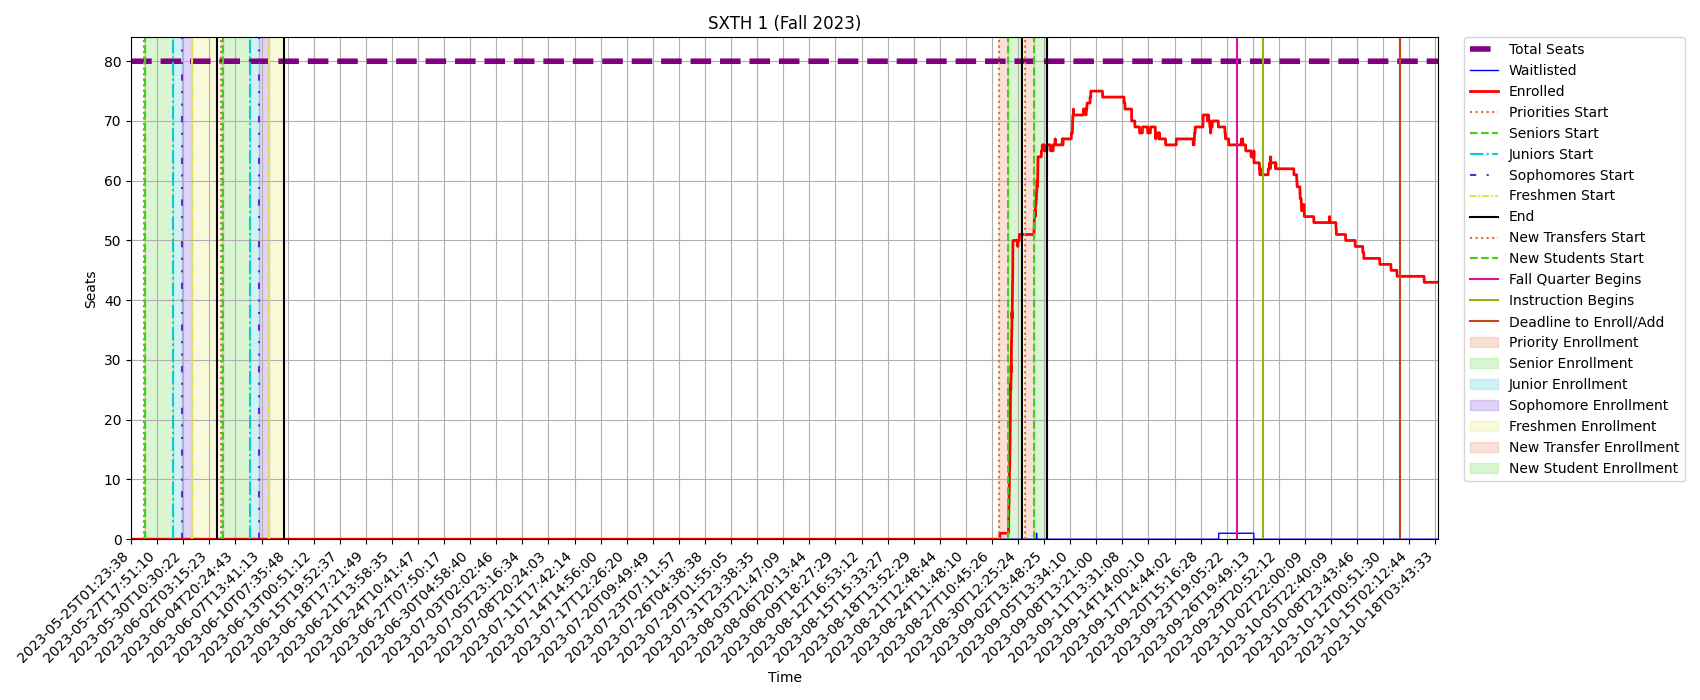 SXTH 1 (Fall 2023)
Seats
80
70
60
50
40
30
20
10
0
2023-05-25T01:23:38
2023-05-27T17:51:10
2023-05-30T10:30:22
2023-06-02T03:15:23
2023-06-04T20:24:43
2023-06-07T13:41:13
2023-06-10T07:35:48
2023-06-13T00:51:12
2023-06-15T19:52:37
2023-06-18T17:21:49
2023-06-21T13:58:35
2023-06-24T10:41:47
2023-06-27T07:50:17
2023-06-30T04:58:40
2023-07-03T02:02:46
2023-07-05T23:16:34
2023-07-08T20:24:03
2023-07-11T17:42:14
2023-07-14T14:56:00
2023-07-17T12:26:20
2023-07-20T09:49:49
2023-07-23T07:11:57
2023-07-26T04:38:38
2023-07-29T01:55:05
2023-07-31T23:38:35
2023-08-03T21:47:09
2023-08-06T20:13:44
2023-08-09T18:27:29
2023-08-12T16:53:12
2023-08-15T15:33:27
2023-08-18T13:52:29
2023-08-21T12:48:44
2023-08-24T11:48:10
2023-08-27T10:45:26
2023-08-30T12:25:24
2023-09-02T13:48:25
2023-09-05T13:34:10
2023-09-08T13:21:00
2023-09-11T13:31:08
2023-09-14T14:00:10
2023-09-17T14:44:02
2023-09-20T15:16:28
2023-09-23T19:05:22
2023-09-26T19:49:13
2023-09-29T20:52:12
2023-10-02T22:00:09
2023-10-05T22:40:09
2023-10-08T23:43:46
2023-10-12T00:51:30
2023-10-15T02:12:44
2023-10-18T03:43:33
Time
Total Seats
Waitlisted
Enrolled
Priorities Start
Seniors Start
Juniors Start
Sophomores Start
Freshmen Start
End
New Transfers Start
New Students Start
Fall Quarter Begins
Instruction Begins
Deadline to Enroll/Add
Priority Enrollment
Senior Enrollment
Junior Enrollment
Sophomore Enrollment
Freshmen Enrollment
New Transfer Enrollment
New Student Enrollment